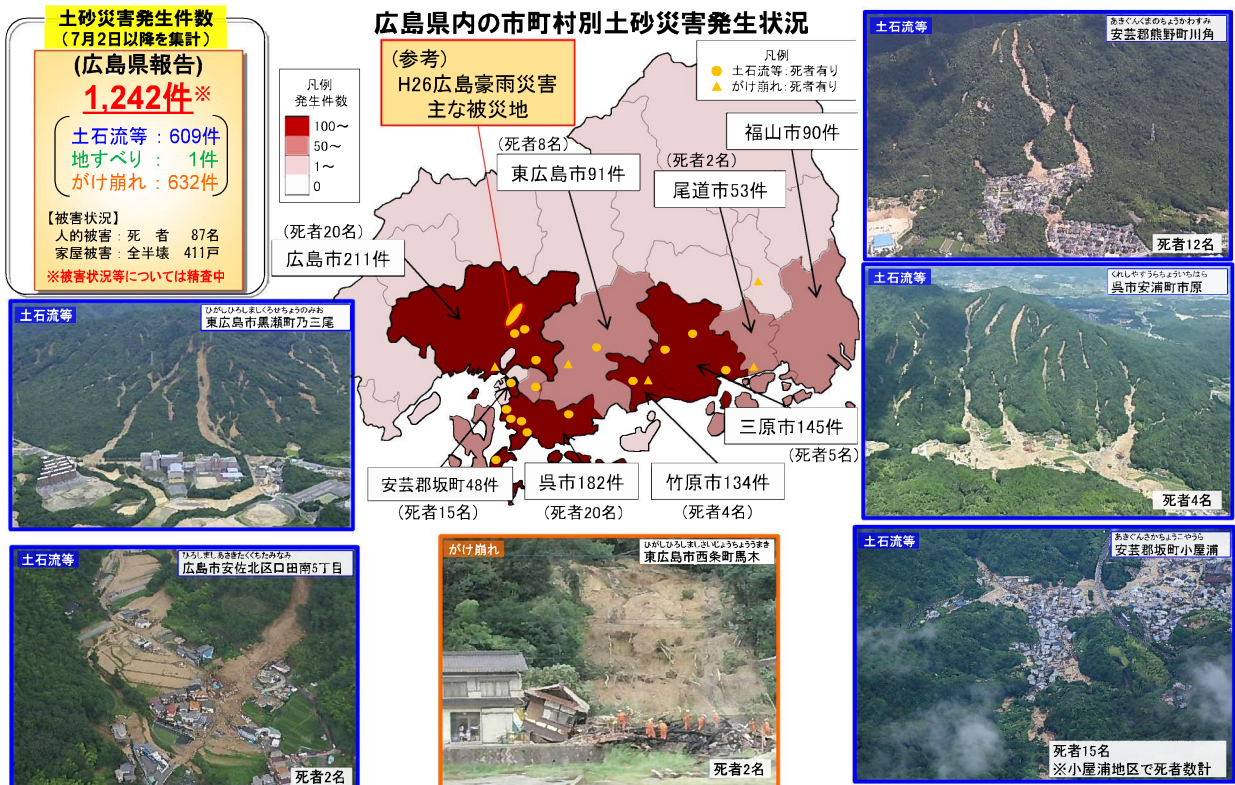 土砂災害発生件数
(7月2日以降を集計)
(広島県報告)
1,242件※
土石流等 : 609件
地すべり : 1件
がけ崩れ : 632件
【被害状況】
人的被害 : 死 者 87名
家屋被害 : 全半壊 411戸
※被害状況等については精査中
広島県内の市町村別土砂災害発生状況
(参考)
H26広島豪雨災害
主な被災地
凡例
発生件数
100～
50～
1～
0
凡例
土石流等:死者有り
がけ崩れ:死者有り
福山市90件
(死者8名)
東広島市91件
(死者2名)
尾道市53件
(死者20名)
広島市211件
三原市145件
(死者5名)
安芸郡坂町48件
(死者15名)
呉市182件
(死者20名)
竹原市134件
(死者4名)
土石流等
あきぐんくまのちょうかわすみ
安芸郡熊野町川角
死者12名
土石流等
くれしやすうらちょういちはら
呉市安浦町市原
死者4名
土石流等
ひがしひろしましくろせちょうのみお
東広島市黒瀬町乃三尾
土石流等
ひろしましあさきたくくちたみなみ
広島市安佐北区口田南5丁目
死者2名
がけ崩れ
ひがしひろしましさいじょうちょううまき
東広島市西条町馬木
死者2名
土石流等
あきぐんさかちょうこやうら
安芸郡坂町小屋浦
死者15名
※小屋浦地区で死者数計